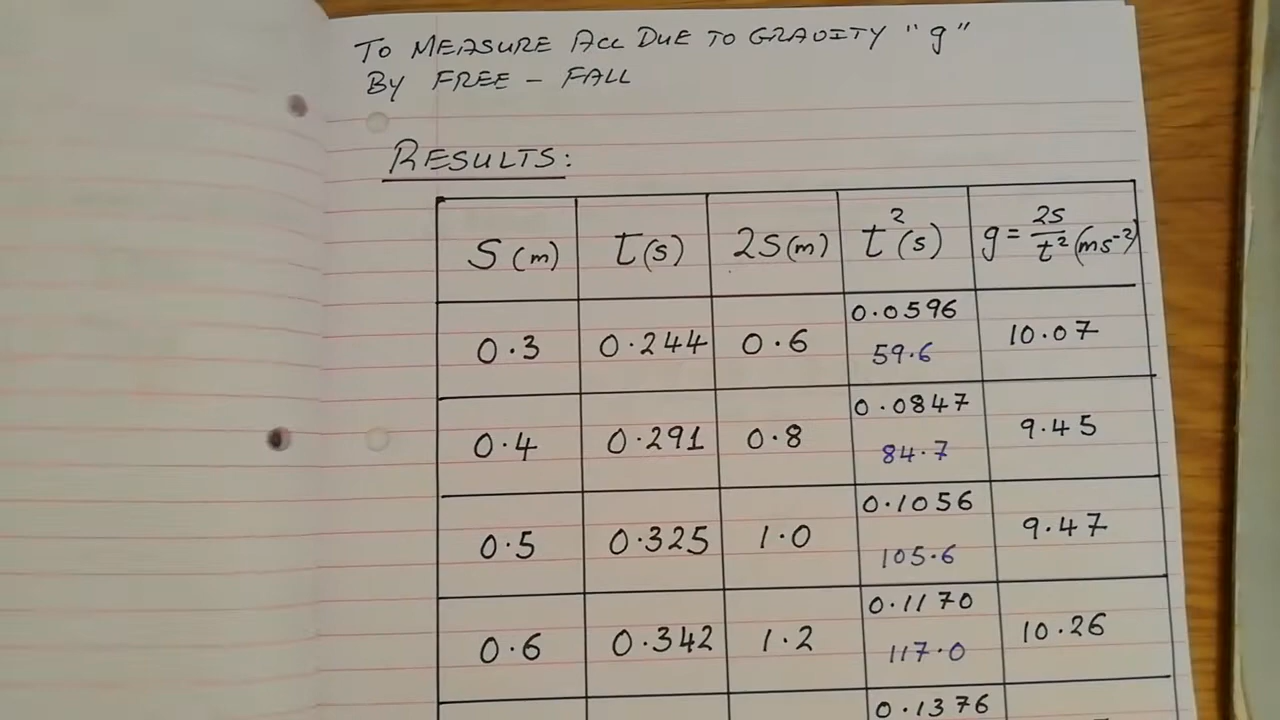 TO MEASURE ACC DUE TO GRAVITY "g"
BY FREE - FALL
RESULTS:
S (m) t(s) 2S(m) t²(s) g = 2S/t² (ms⁻²)
0.3 0.244 0.6 0.0596 10.07
59.6
0.4 0.291 0.8 0.0847 9.45
84.7
0.5 0.325 1.0 0.1056 9.47
105.6
0.6 0.342 1.2 0.1170 10.26
117.0
0.1376